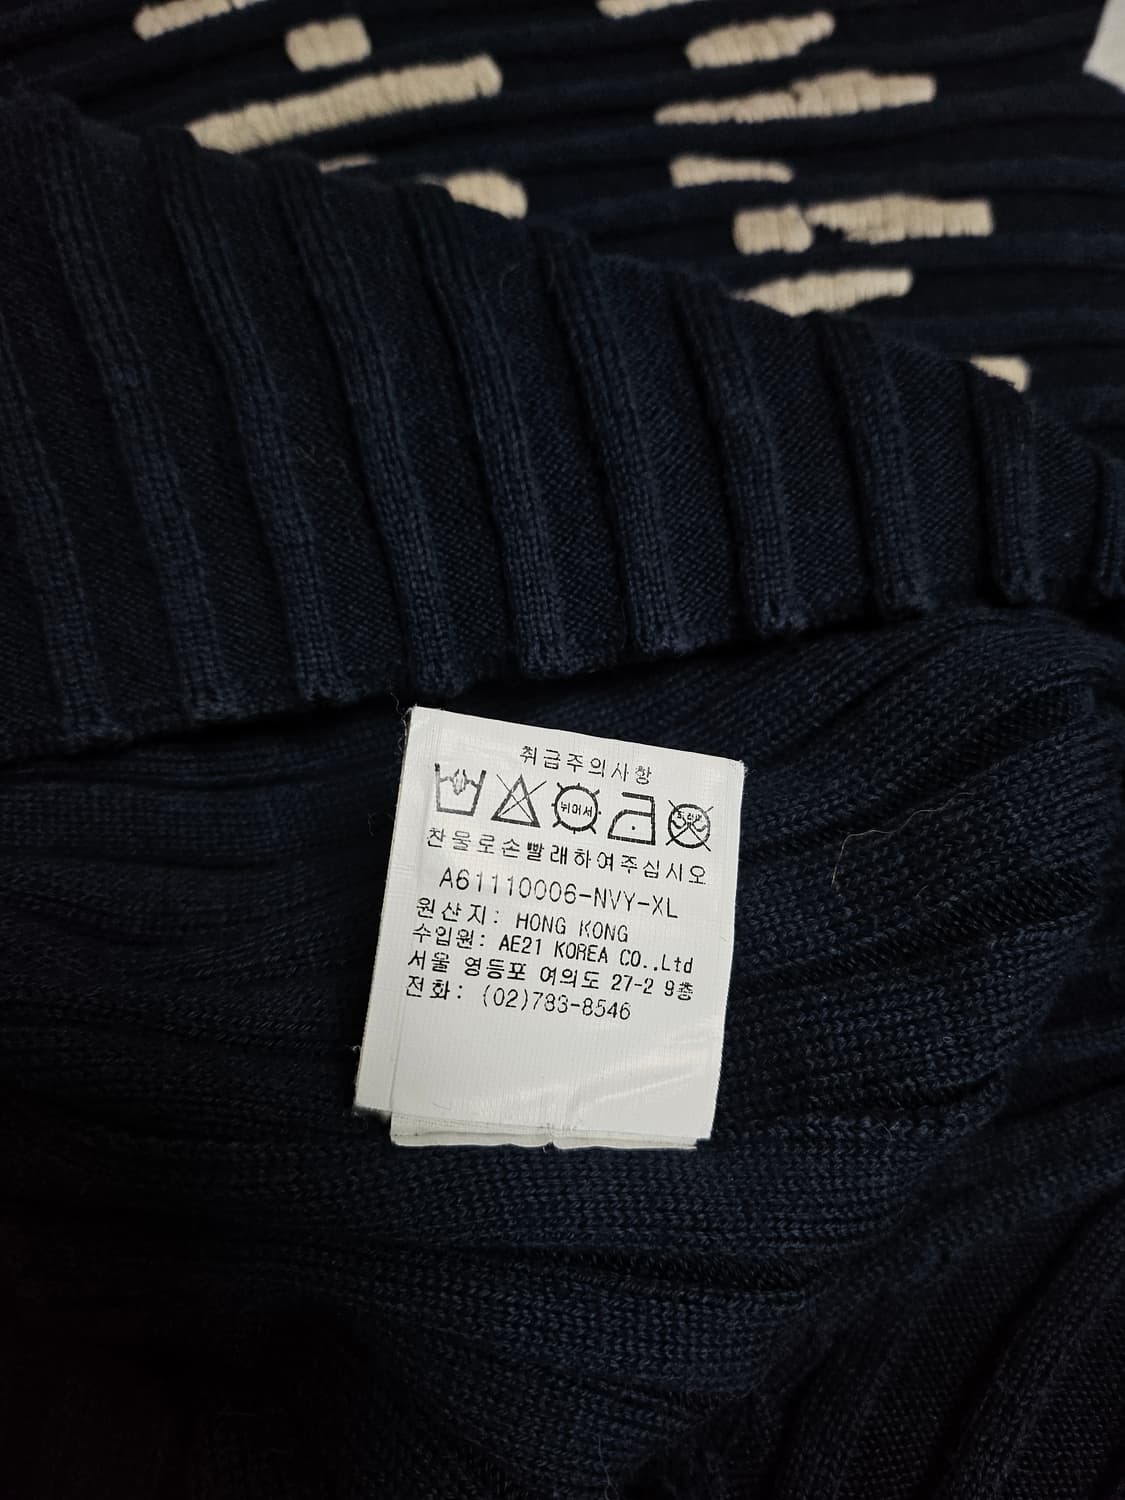 취급주의사항
뉘어서
찬물로손빨래하여주십시오
A61110006-NVY-XL
원산지: HONG KONG
수입원: AE21 KOREA CO.,Ltd
서울 영등포 여의도 27-2 9층
전화: (02)783-8546